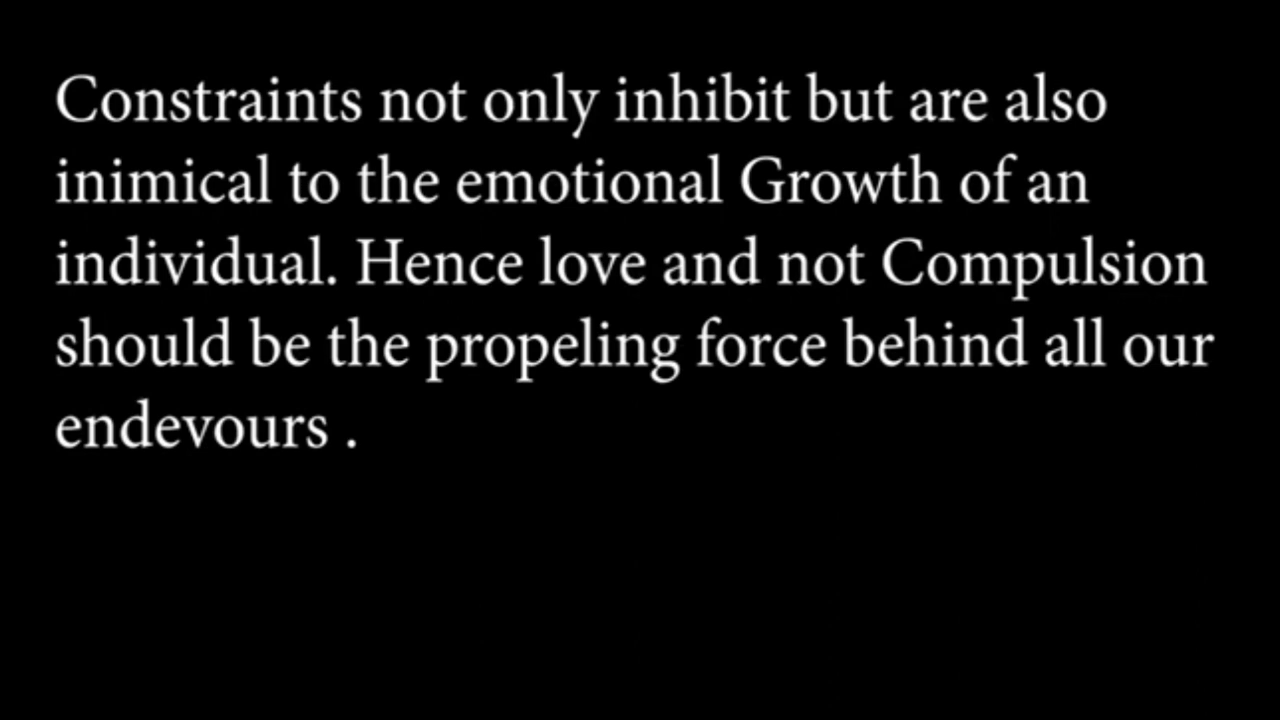 Constraints not only inhibit but are also
inimical to the emotional Growth of an
individual. Hence love and not Compulsion
should be the propeling force behind all our
endevours .